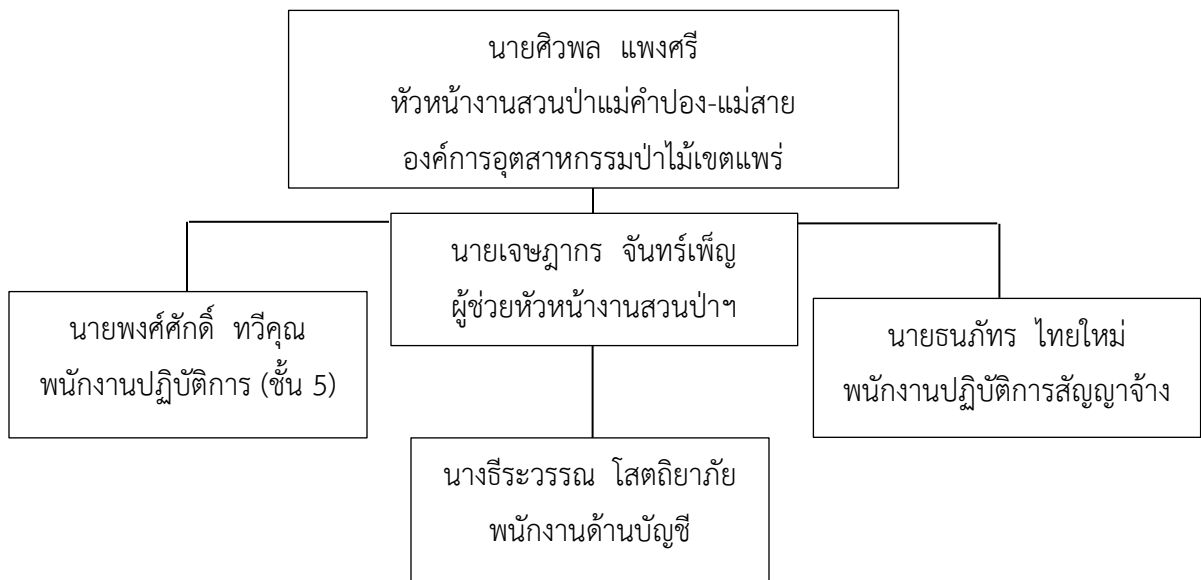 นายศิวพล แพงศรี
หัวหน้างานสวนป่าแม่คำปอง-แม่สาย
องค์การอุตสาหกรรมป่าไม้เขตแพร่
นายเจษฎากร จันทร์เพ็ญ
ผู้ช่วยหัวหน้างานสวนป่าฯ
นายพงศ์ศักดิ์ ทวีคุณ
พนักงานปฏิบัติการ (ชั้น 5)
นายธนภัทร ไทยใหม่
พนักงานปฏิบัติการสัญญาจ้าง
นางธีระวรรณ โสตถิยาภัย
พนักงานด้านบัญชี